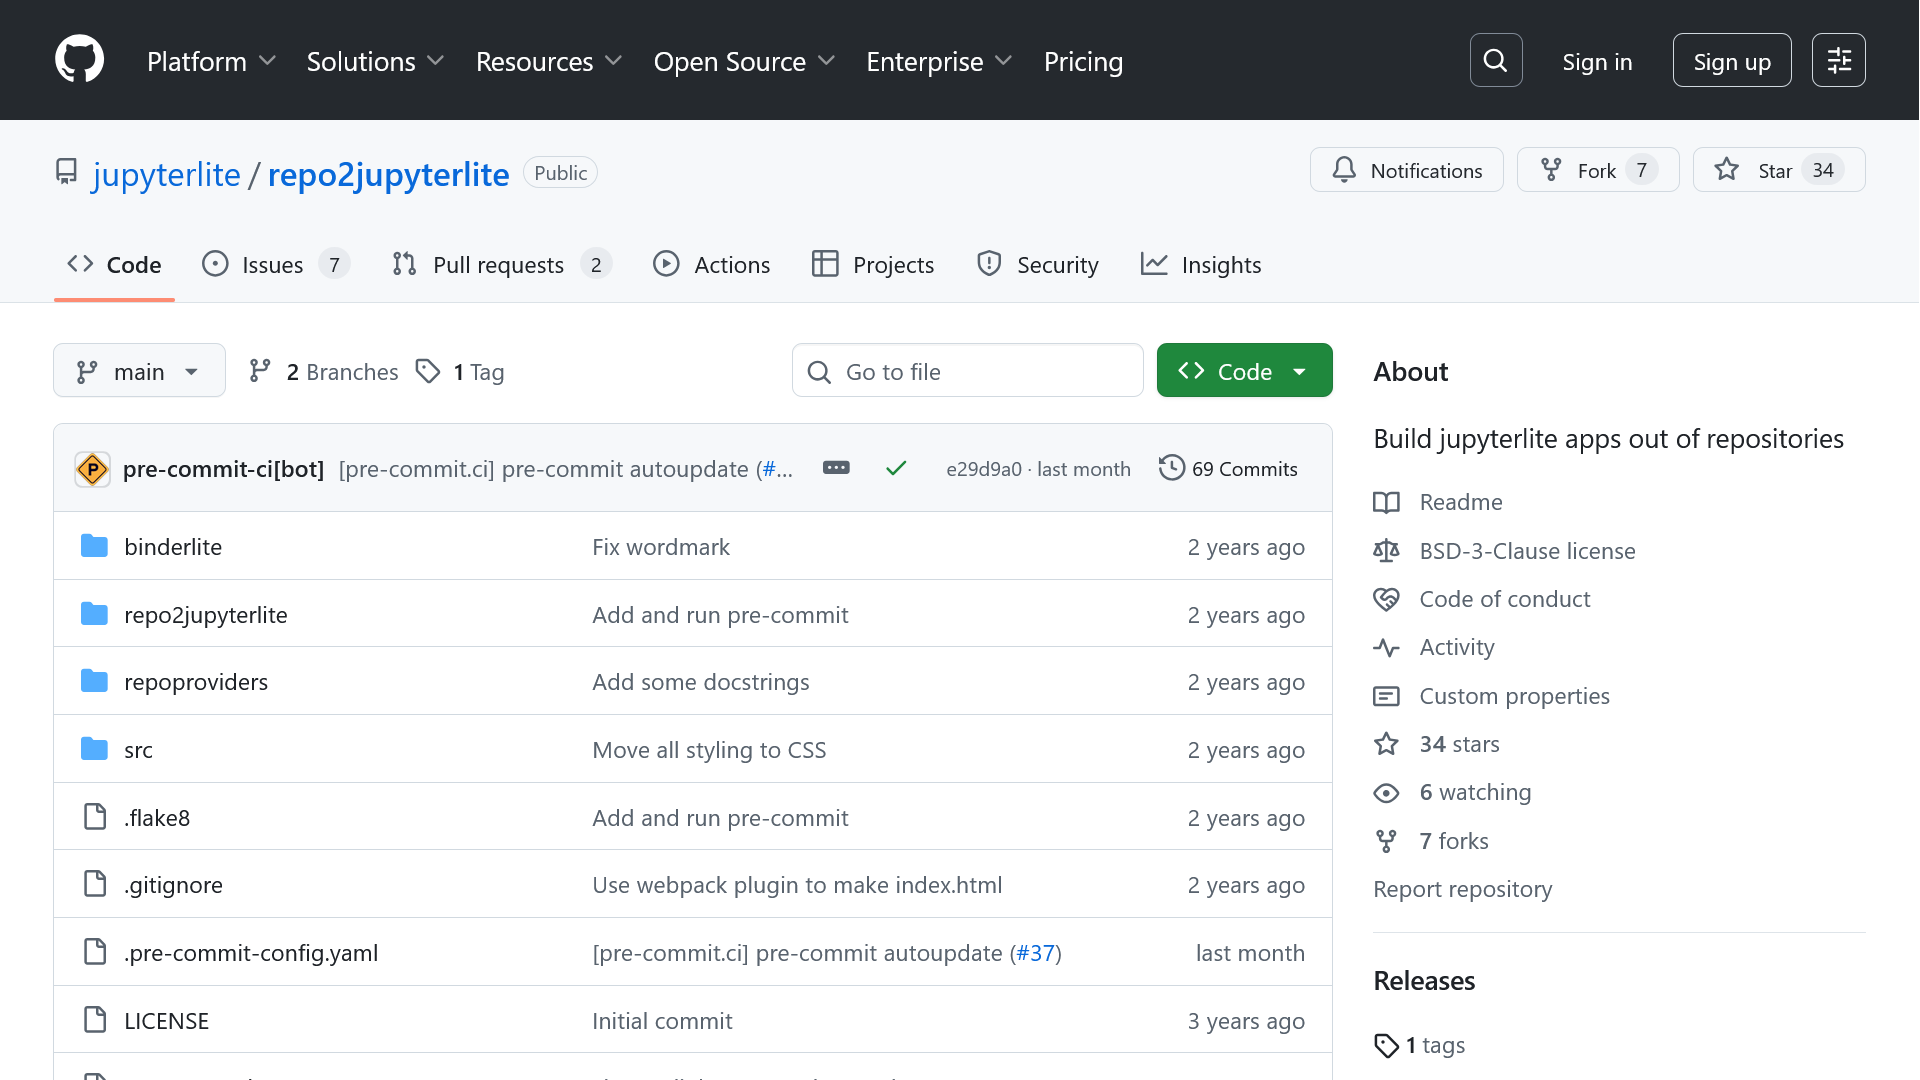 Platform Solutions Resources Open Source Enterprise Pricing Sign in Sign up
jupyterlite / repo2jupyterlite Public Notifications Fork 7 Star 34
Code Issues 7 Pull requests 2 Actions Projects Security Insights
main 2 Branches 1 Tag Go to file Code
pre-commit-ci[bot] [pre-commit.ci] pre-commit autoupdate (#... e29d9a0 · last month 69 Commits
binderlite Fix wordmark 2 years ago
repo2jupyterlite Add and run pre-commit 2 years ago
repoproviders Add some docstrings 2 years ago
src Move all styling to CSS 2 years ago
.flake8 Add and run pre-commit 2 years ago
.gitignore Use webpack plugin to make index.html 2 years ago
.pre-commit-config.yaml [pre-commit.ci] pre-commit autoupdate (#37) last month
LICENSE Initial commit 3 years ago
About
Build jupyterlite apps out of repositories
Readme
BSD-3-Clause license
Code of conduct
Activity
Custom properties
34 stars
6 watching
7 forks
Report repository
Releases
1 tags